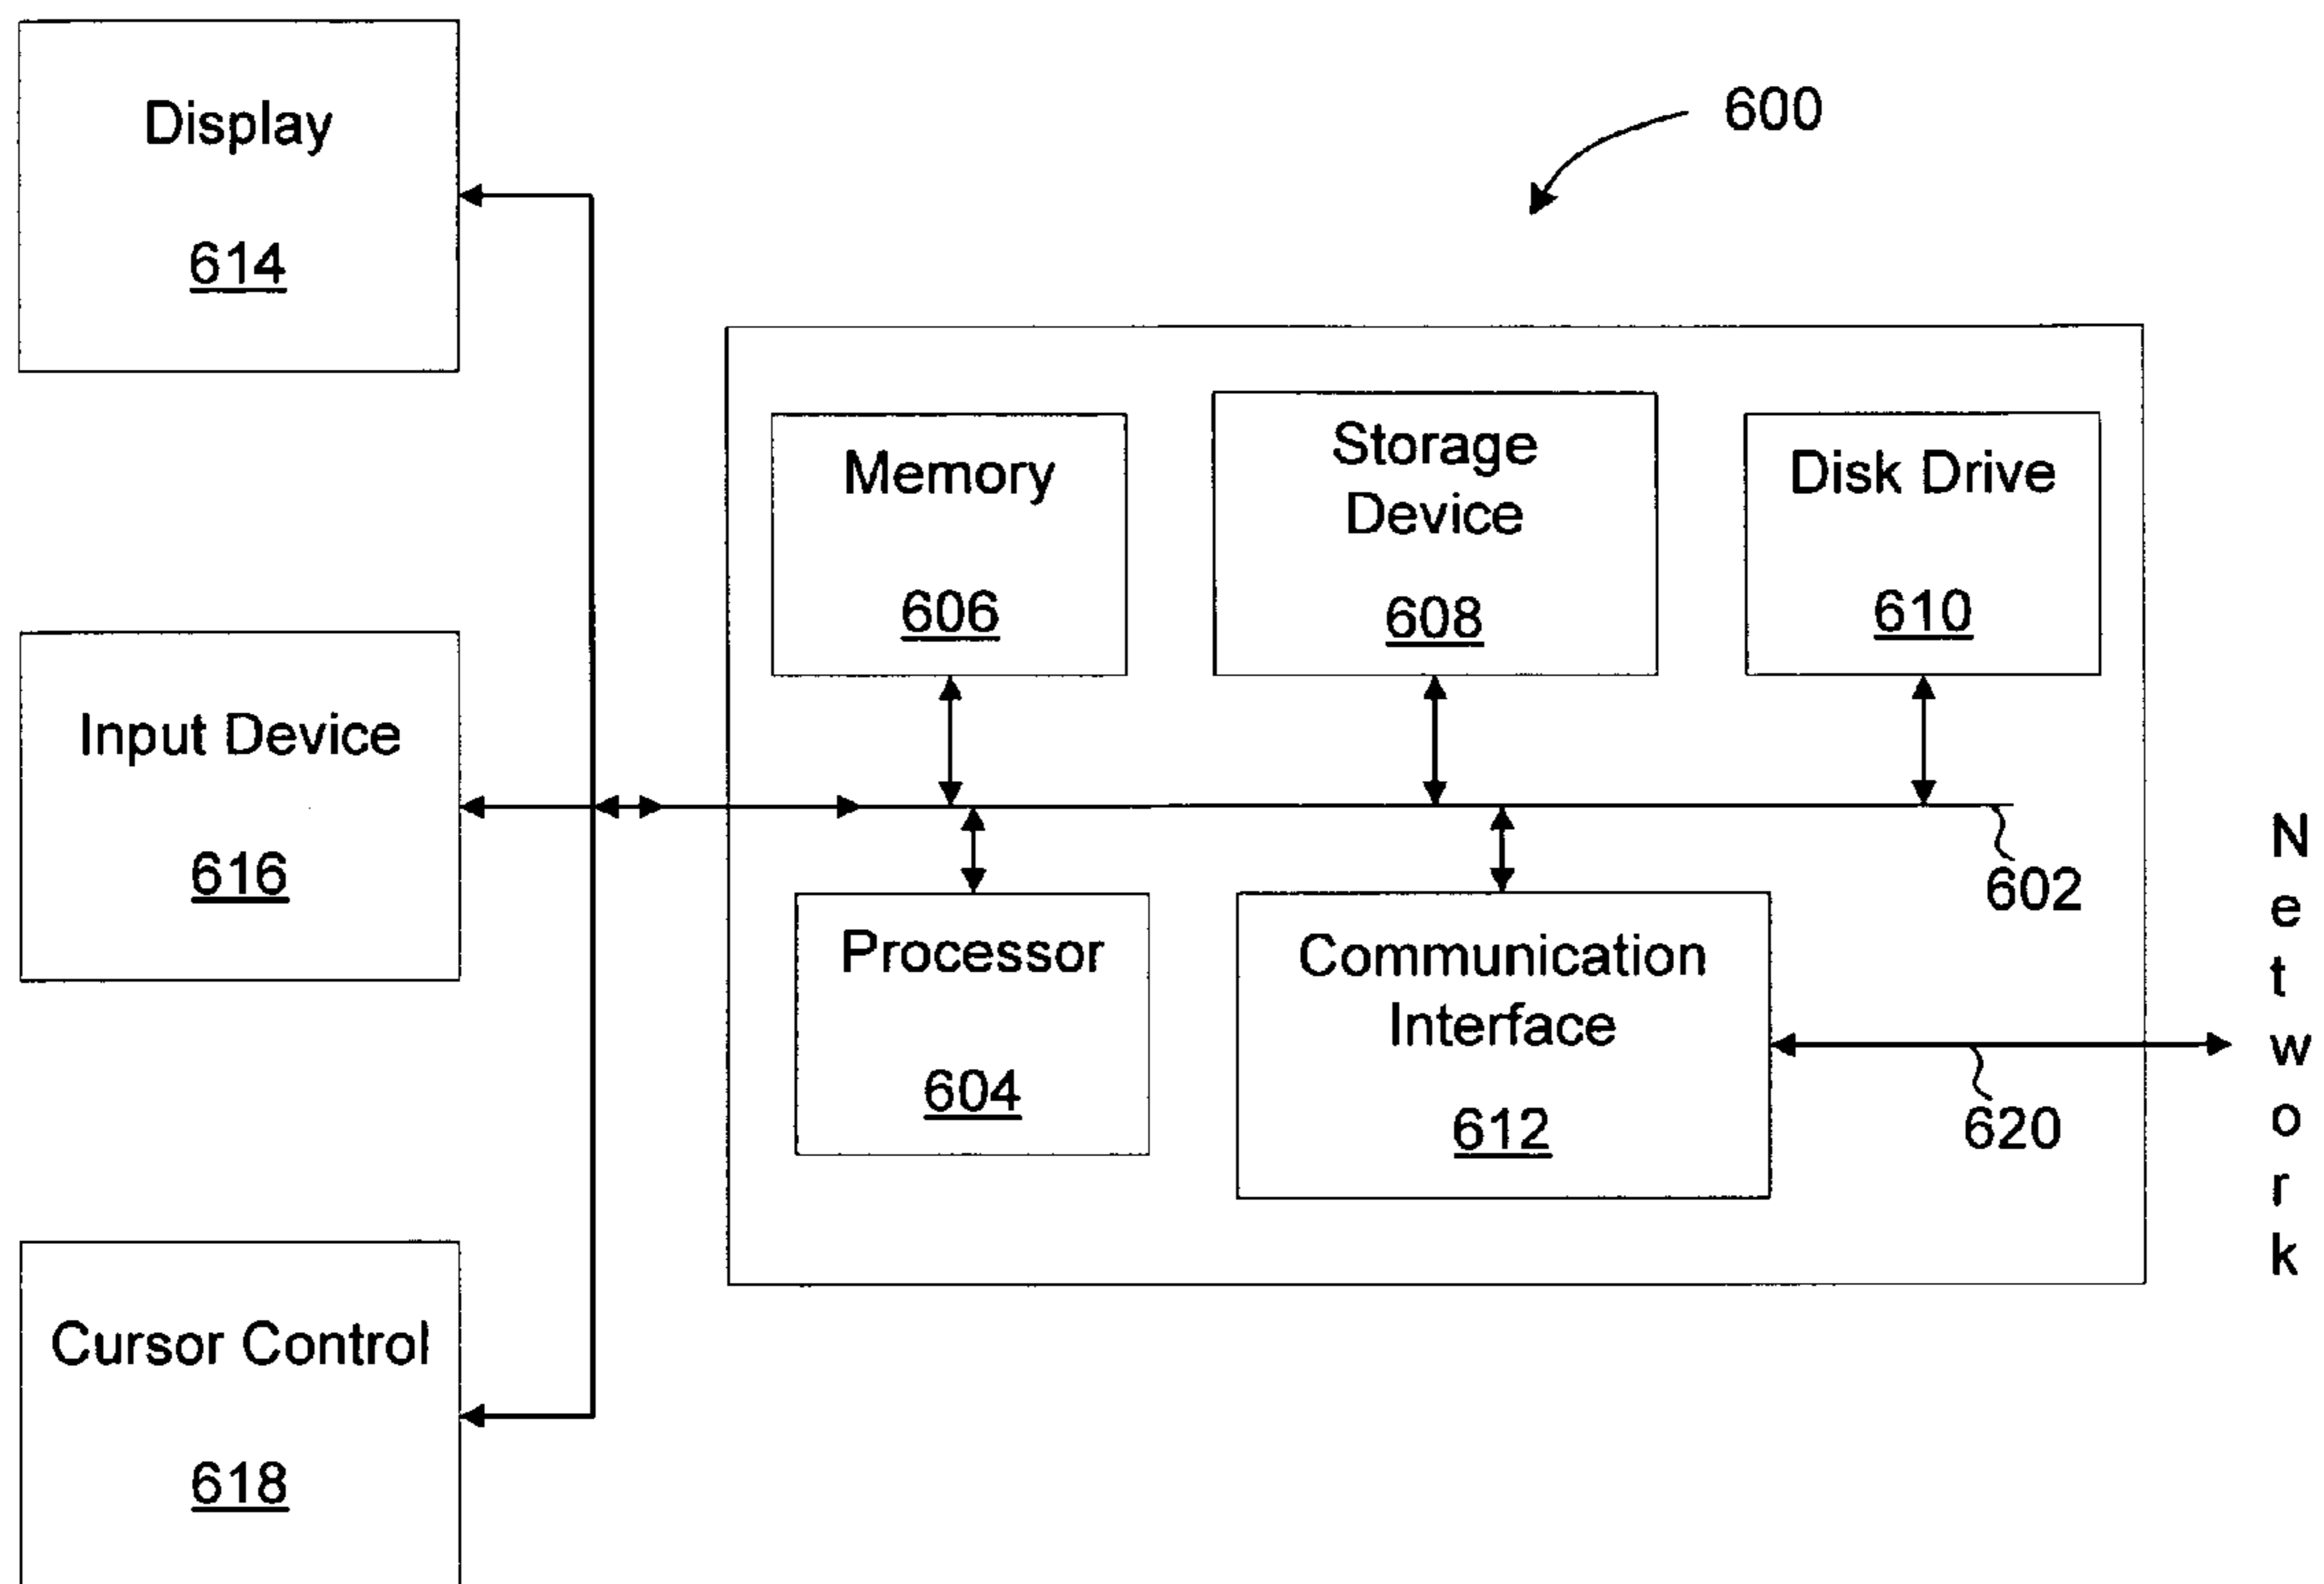 Display
614
600
Memory
606
Storage
Device
608
Disk Drive
610
Input Device
616
602
Processor
604
Communication
Interface
612
620
Network
Cursor Control
618